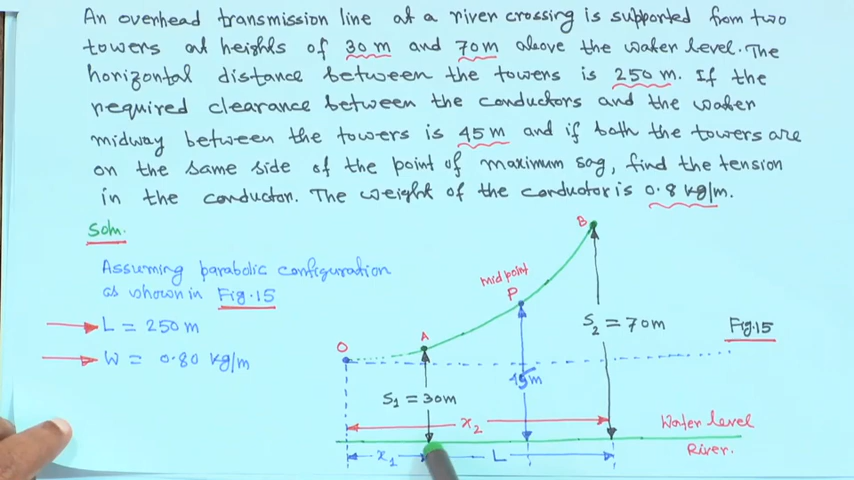 An overhead transmission line at a river crossing is supported from two
towers at heights of 30 m and 70m above the water level. The
horizontal distance between the towers is 250 m. If the
required clearance between the conductors and the water
midway between the towers is 45 m and if both the towers are
on the same side of the point of maximum sag, find the tension
in the conductor. The weight of the conductor is 0.8 kg/m.
Soln.
Assuming parabolic configuration
as shown in Fig.15
L = 250 m
W = 0.80 kg/m
B
midpoint
P
A
O
S2 = 70m
Fig.15
45m
S1 = 30m
x2
Water level
River.
x1
L